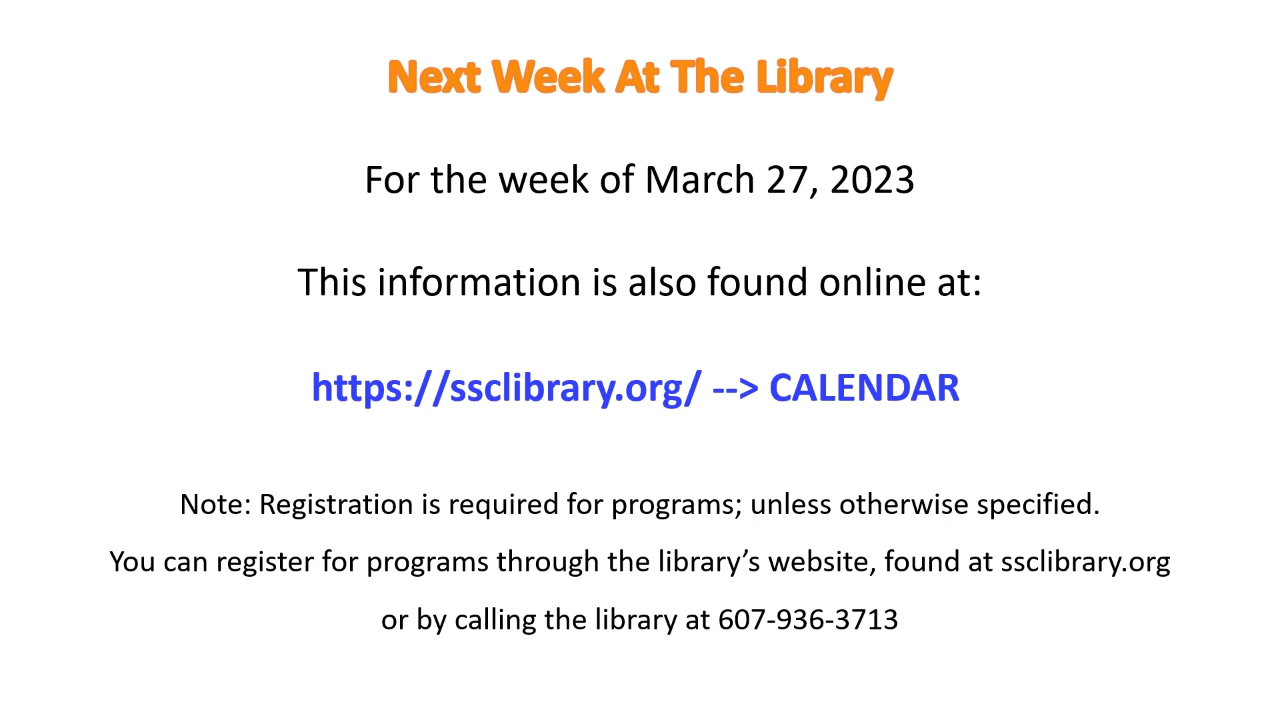 Next Week At The Library
For the week of March 27, 2023
This information is also found online at:
https://ssclibrary.org/ --> CALENDAR
Note: Registration is required for programs; unless otherwise specified.
You can register for programs through the library’s website, found at ssclibrary.org
or by calling the library at 607-936-3713